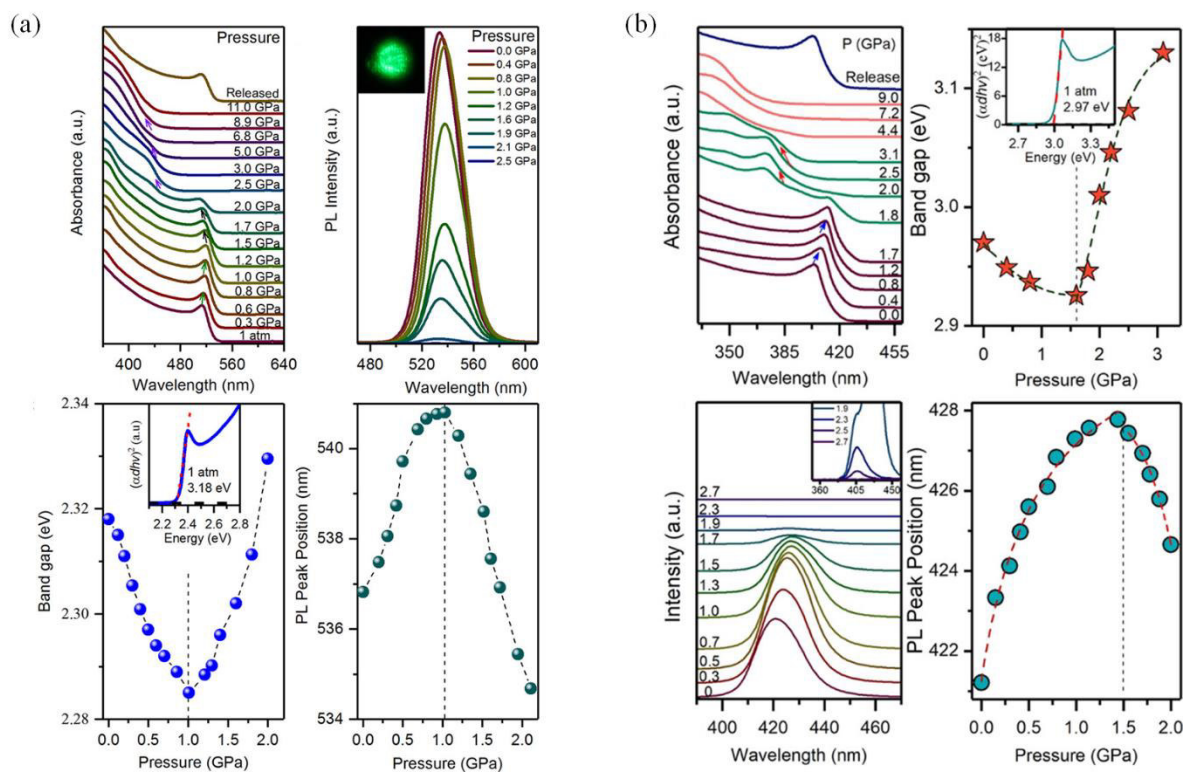 (a)
Absorbance (a.u.)
Pressure
Released
11.0 GPa
8.9 GPa
6.8 GPa
5.0 GPa
3.0 GPa
2.5 GPa
2.0 GPa
1.7 GPa
1.5 GPa
1.2 GPa
1.0 GPa
0.8 GPa
0.6 GPa
0.3 GPa
1 atm.
400 520 640
Wavelength (nm)
PL Intensity (a.u.)
Pressure
0.0 GPa
0.4 GPa
0.8 GPa
1.0 GPa
1.2 GPa
1.6 GPa
1.9 GPa
2.1 GPa
2.5 GPa
480 520 560 600
Wavelength (nm)
Band gap (eV)
2.34
2.32
2.30
2.28
(αdhv)² (a.u)
1 atm
3.18 eV
2.4 2.6 2.8
Energy (eV)
0.0 0.5 1.0 1.5 2.0
Pressure (GPa)
PL Peak Position (nm)
540
538
536
534
0.0 0.5 1.0 1.5 2.0
Pressure (GPa)
(b)
Absorbance (a.u.)
P (GPa)
Release
9.0
7.2
4.4
3.1
2.5
2.0
1.8
1.7
1.2
0.8
0.4
0.0
350 385 420 455
Wavelength (nm)
Band gap (eV)
3.1
3.0
2.9
(αdhv)² (eV)²
18
12
6
0
1 atm
2.97 eV
2.7 3.0 3.3
Energy (eV)
0 1 2 3
Pressure (GPa)
Intensity (a.u.)
2.7
2.3
1.9
1.7
1.5
1.3
1.0
0.7
0.5
0.3
0
1.9
2.3
2.5
2.7
360 405 450
400 420 440 460
Wavelength (nm)
PL Peak Position (nm)
428
426
424
422
0.0 0.5 1.0 1.5 2.0
Pressure (GPa)